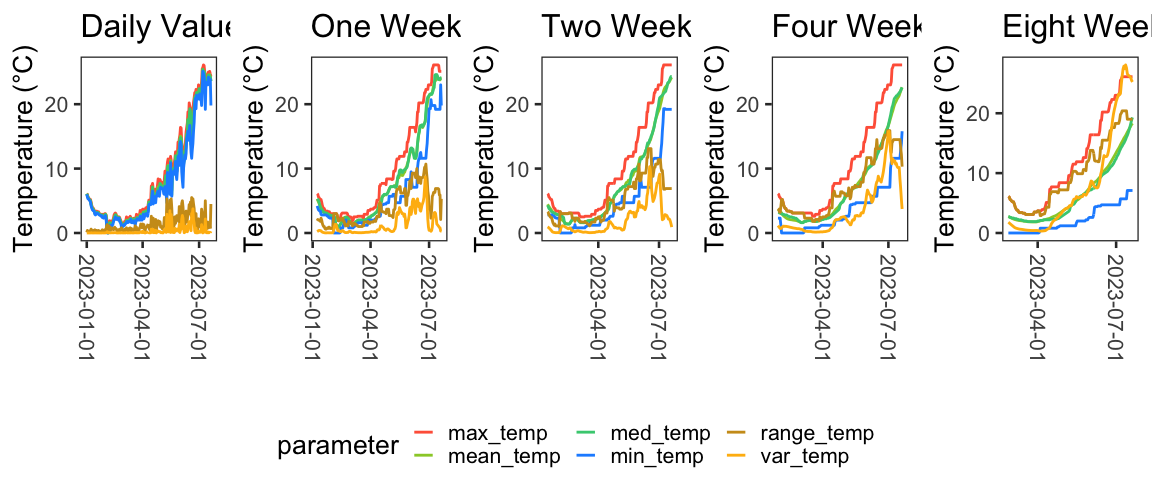 Daily Value One Week Two Week Four Week Eight Week
Temperature (°C) Temperature (°C) Temperature (°C) Temperature (°C) Temperature (°C)
20 20 20 20 20
10 10 10 10 10
0 0 0 0 0
2023-01-01 2023-04-01 2023-07-01 2023-01-01 2023-04-01 2023-07-01 2023-04-01 2023-07-01 2023-04-01 2023-07-01 2023-04-01 2023-07-01
parameter
max_temp med_temp range_temp
mean_temp min_temp var_temp